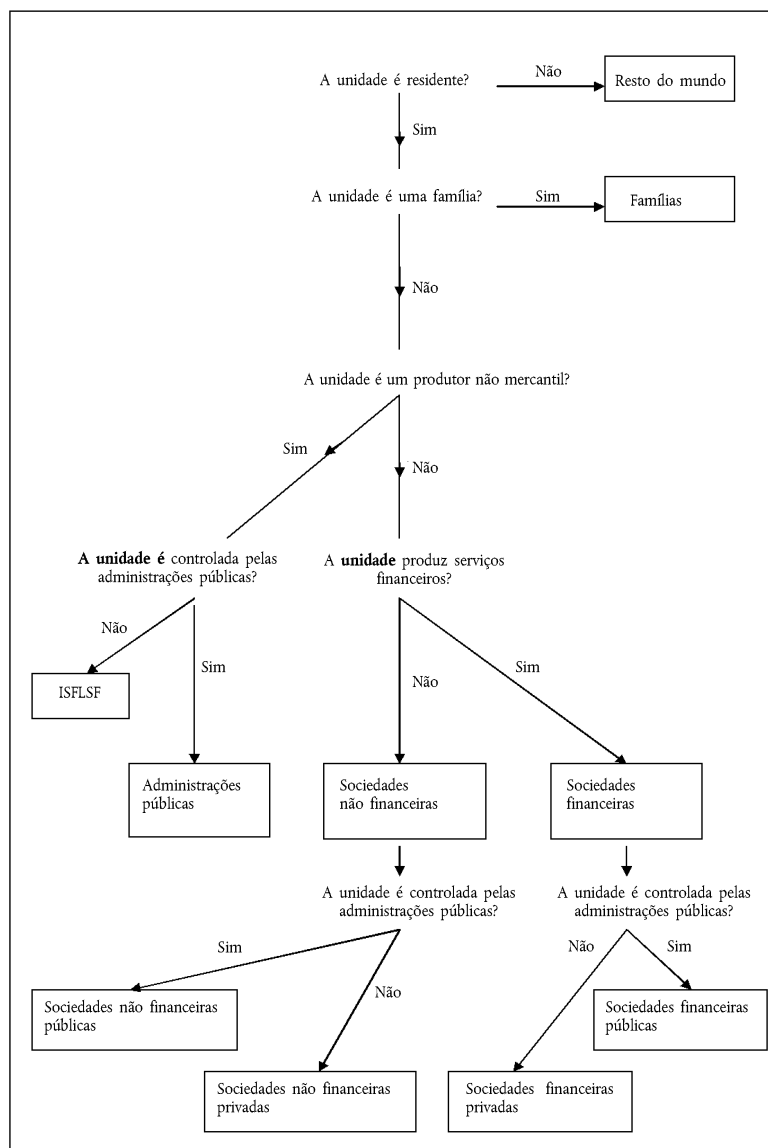 A unidade é residente?
Não
Resto do mundo
Sim
A unidade é uma família?
Sim
Famílias
Não
A unidade é um produtor não mercantil?
Sim
Não
A unidade é controlada pelas
administrações públicas?
A unidade produz serviços
financeiros?
Não
Sim
Não
Sim
ISFLSF
Administrações
públicas
Sociedades
não financeiras
Sociedades
financeiras
A unidade é controlada pelas
administrações públicas?
A unidade é controlada pelas
administrações públicas?
Sim
Não
Não
Sim
Sociedades não financeiras
públicas
Sociedades financeiras
públicas
Sociedades não financeiras
privadas
Sociedades financeiras
privadas